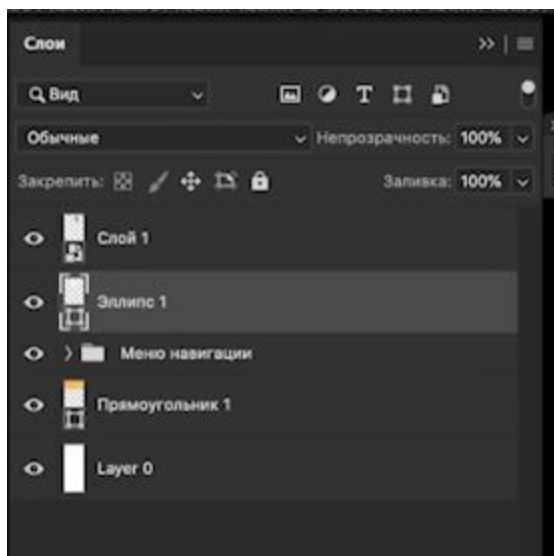 Слои
Вид
Обычные Непрозрачность: 100%
Закрепить: Заливка: 100%
Слой 1
Эллипс 1
Меню навигации
Прямоугольник 1
Layer 0